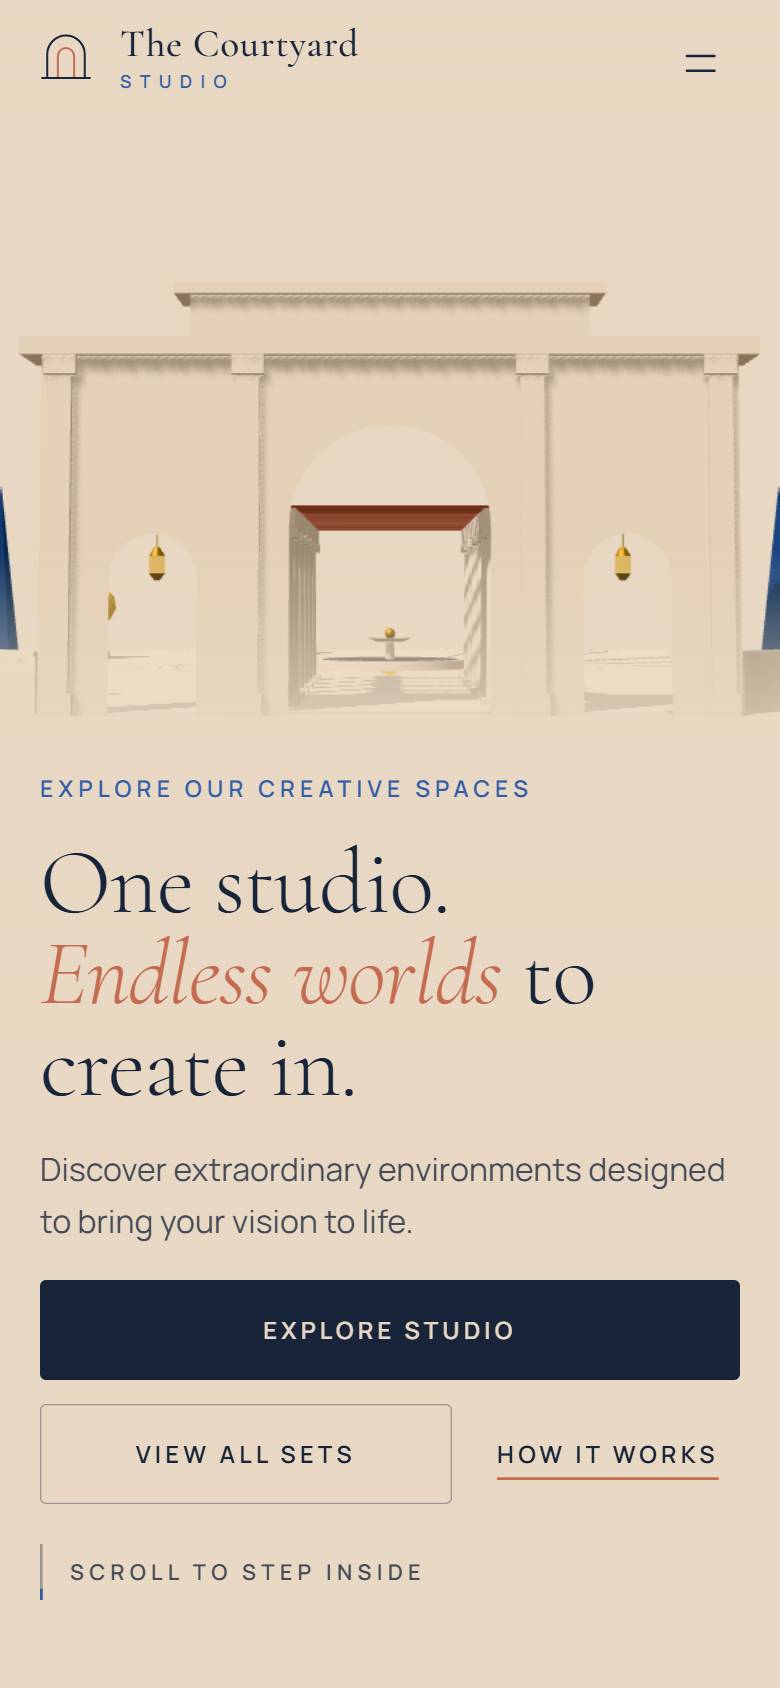 The Courtyard
STUDIO
EXPLORE OUR CREATIVE SPACES
One studio.
Endless worlds to
create in.
Discover extraordinary environments designed
to bring your vision to life.
EXPLORE STUDIO
VIEW ALL SETS
HOW IT WORKS
SCROLL TO STEP INSIDE